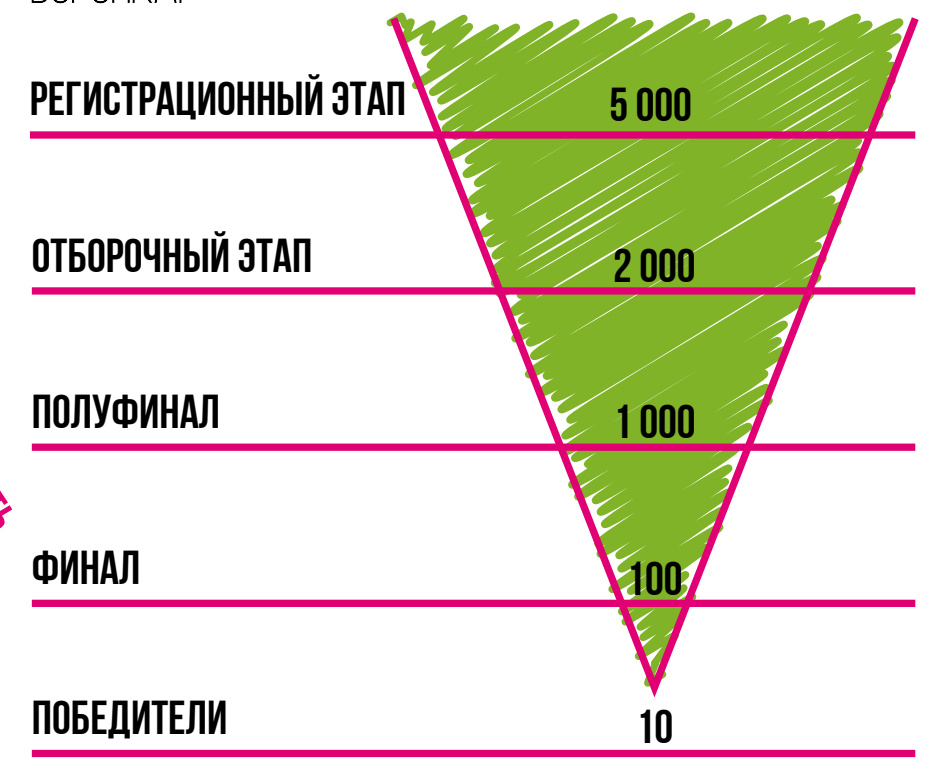 РЕГИСТРАЦИОННЫЙ ЭТАП 5 000
ОТБОРОЧНЫЙ ЭТАП 2 000
ПОЛУФИНАЛ 1 000
ФИНАЛ 100
ПОБЕДИТЕЛИ 10